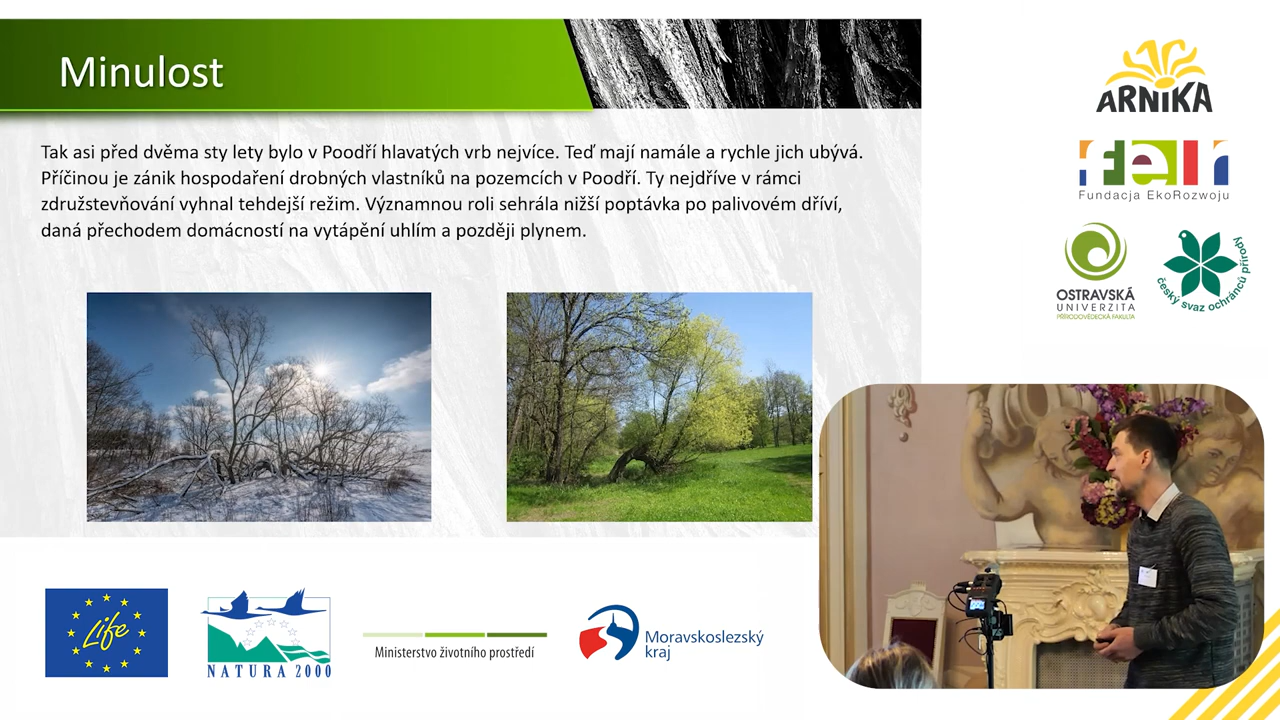 Minulost
Tak asi před dvěma sty lety bylo v Poodří hlavatých vrb nejvíce. Teď mají namále a rychle jich ubývá.
Příčinou je zánik hospodaření drobných vlastníků na pozemcích v Poodří. Ty nejdříve v rámci
združstevňování vyhnal tehdejší režim. Významnou roli sehrála nižší poptávka po palivovém dříví,
daná přechodem domácností na vytápění uhlím a později plynem.
ARNIKA
fer
Fundacja EkoRozwoju
OSTRAVSKÁ
UNIVERZITA
PŘÍRODOVĚDECKÁ FAKULTA
český svaz ochránců přírody
Life
NATURA 2000
Ministerstvo životního prostředí
Moravskoslezský
kraj